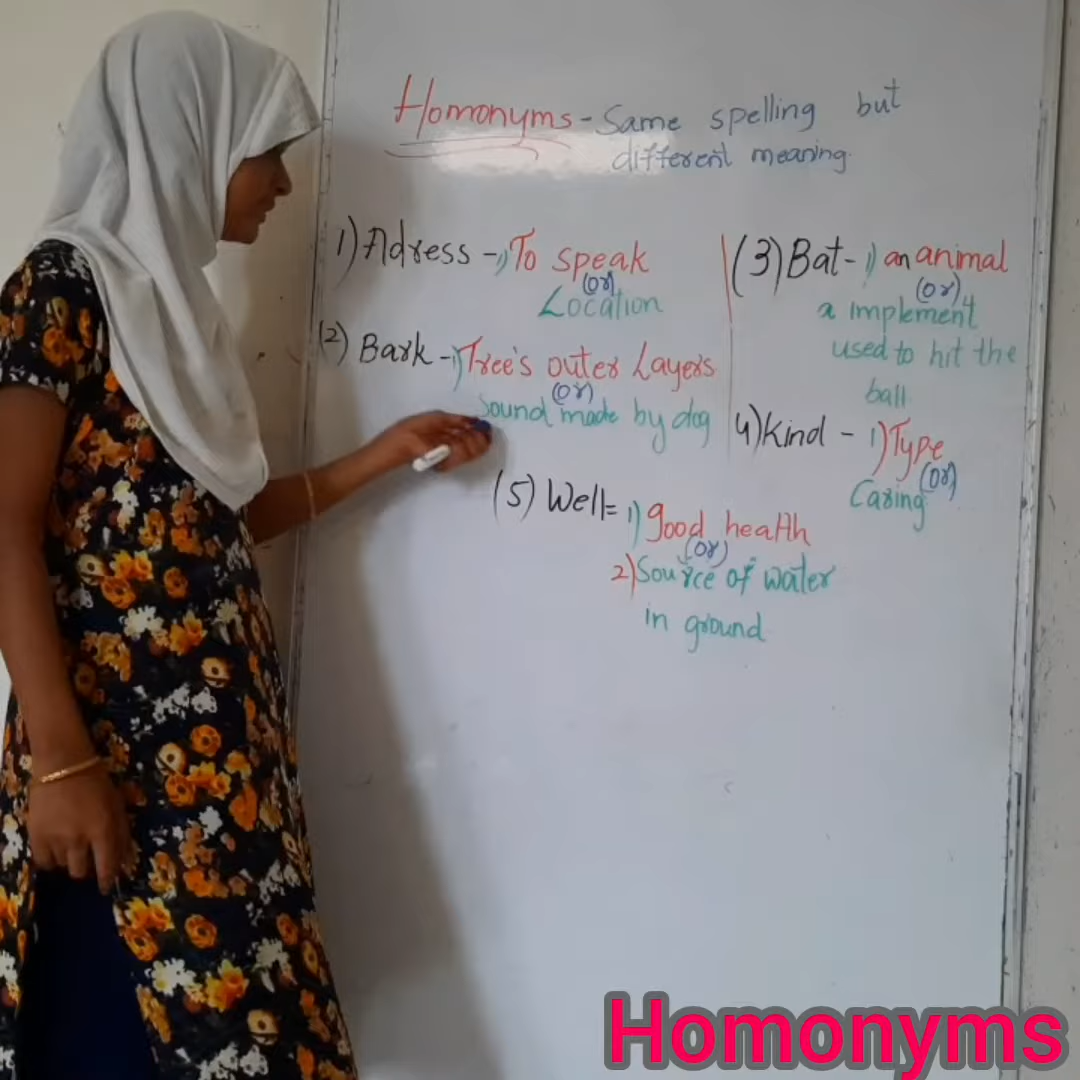 Homonyms - Same spelling but
different meaning.
1) Adress - 1) To speak
(or)
Location
(2) Bark - 1) Tree's outer Layers
(or)
Sound made by dog
(3) Bat - 1) an animal
(or)
a implement
used to hit the
ball
4) Kind - 1) Type
(or)
Caring
(5) Well = 1) good health
(or)
2) Source of water
in ground
Homonyms